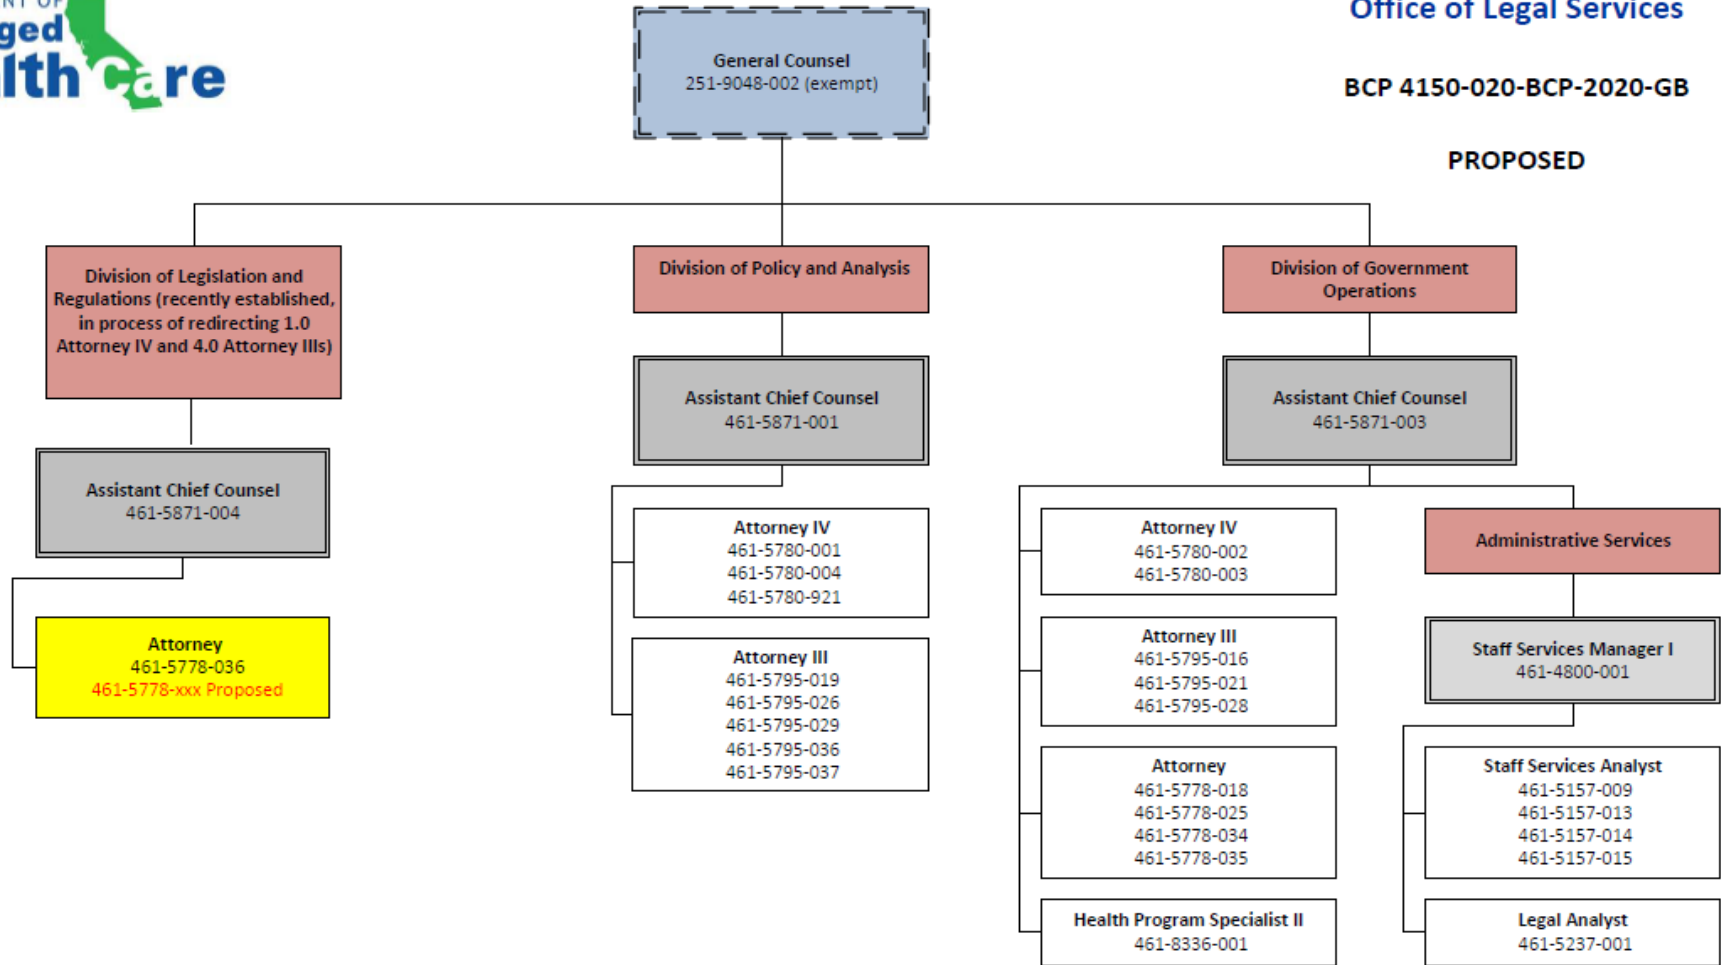 Office of Legal Services
BCP 4150-020-BCP-2020-GB
PROPOSED
General Counsel
251-9048-002 (exempt)
Division of Legislation and
Regulations (recently established,
in process of redirecting 1.0
Attorney IV and 4.0 Attorney IIIs)
Assistant Chief Counsel
461-5871-004
Attorney
461-5778-036
461-5778-xxx Proposed
Division of Policy and Analysis
Assistant Chief Counsel
461-5871-001
Attorney IV
461-5780-001
461-5780-004
461-5780-921
Attorney III
461-5795-019
461-5795-026
461-5795-029
461-5795-036
461-5795-037
Division of Government
Operations
Assistant Chief Counsel
461-5871-003
Attorney IV
461-5780-002
461-5780-003
Attorney III
461-5795-016
461-5795-021
461-5795-028
Attorney
461-5778-018
461-5778-025
461-5778-034
461-5778-035
Health Program Specialist II
461-8336-001
Administrative Services
Staff Services Manager I
461-4800-001
Staff Services Analyst
461-5157-009
461-5157-013
461-5157-014
461-5157-015
Legal Analyst
461-5237-001
NT OF
ged
lth Care